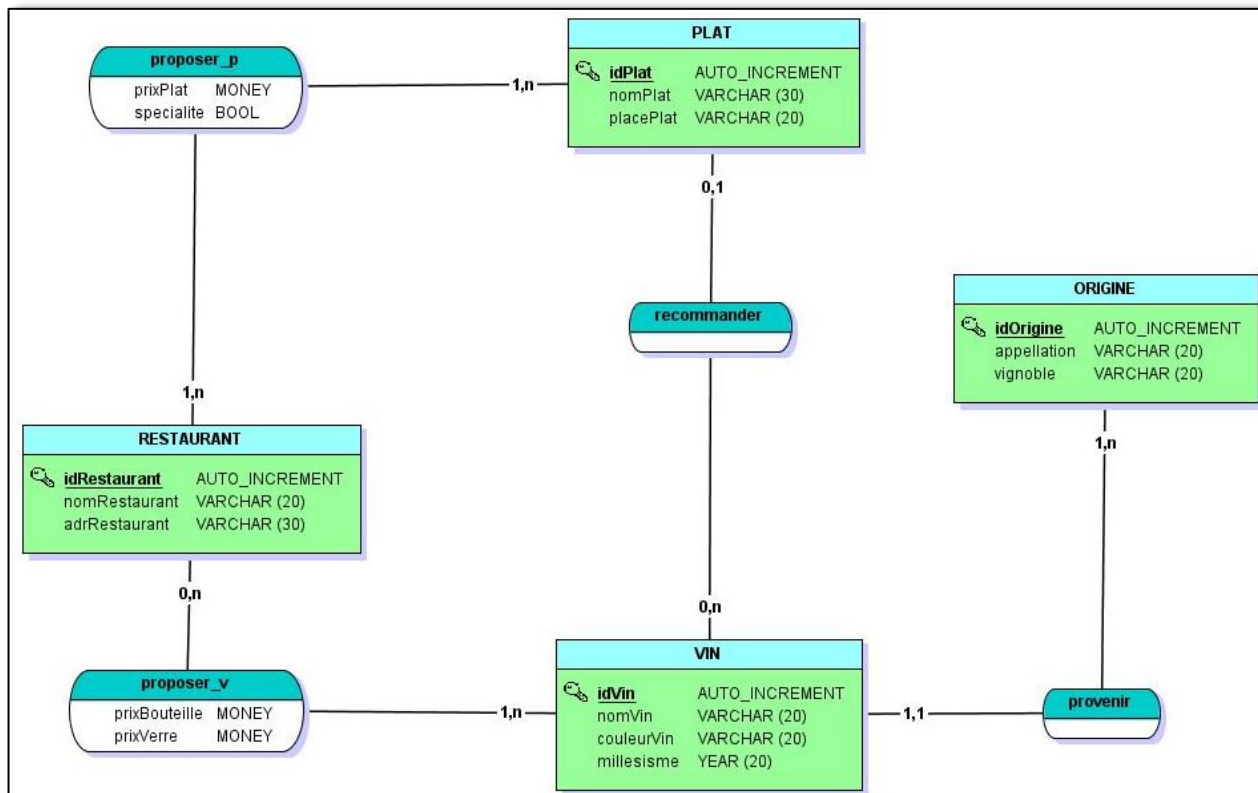 proposer_p
prixPlat MONEY
specialite BOOL
1,n
PLAT
idPlat AUTO_INCREMENT
nomPlat VARCHAR (30)
placePlat VARCHAR (20)
0,1
recommander
ORIGINE
idOrigine AUTO_INCREMENT
appellation VARCHAR (20)
vignoble VARCHAR (20)
1,n
1,n
RESTAURANT
idRestaurant AUTO_INCREMENT
nomRestaurant VARCHAR (20)
adrRestaurant VARCHAR (30)
0,n
0,n
proposer_v
prixBouteille MONEY
prixVerre MONEY
1,n
VIN
idVin AUTO_INCREMENT
nomVin VARCHAR (20)
couleurVin VARCHAR (20)
millesisme YEAR (20)
1,1
provenir